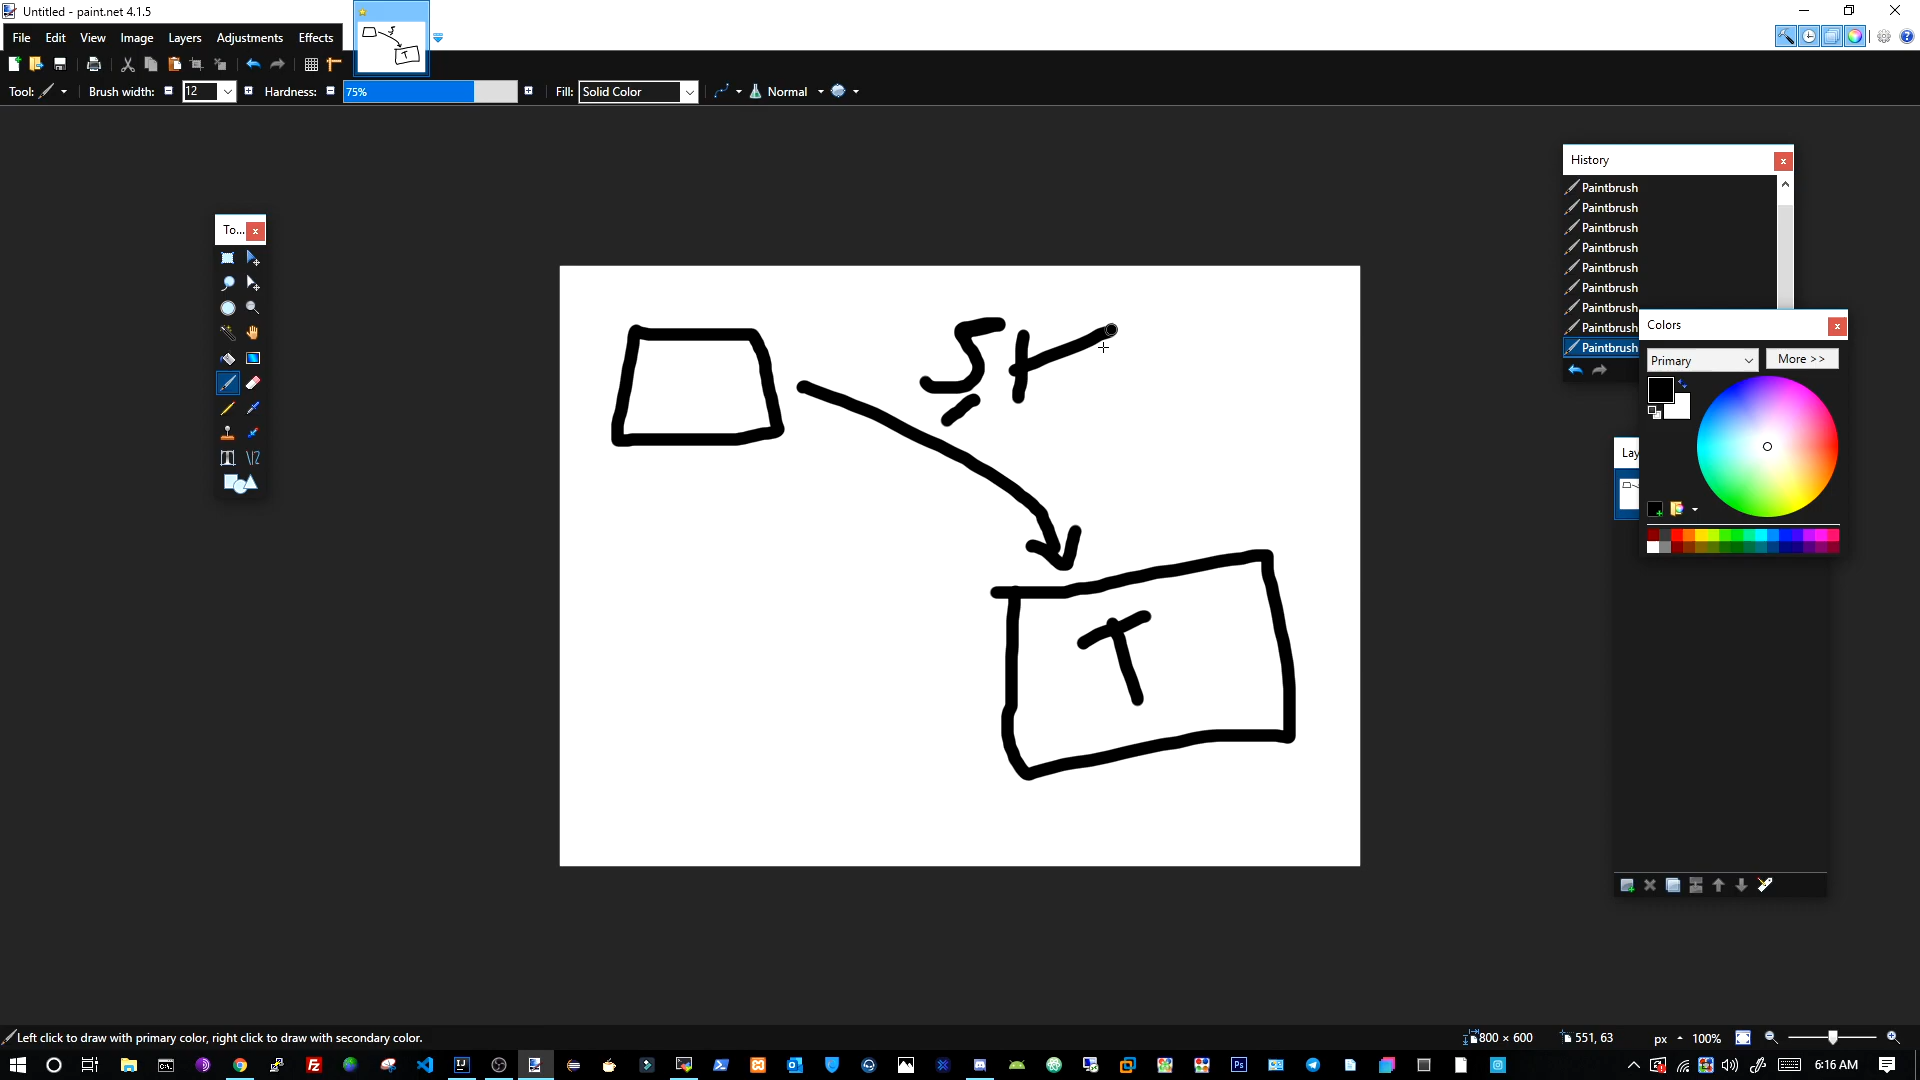 Untitled - paint.net 4.1.5
File Edit View Image Layers Adjustments Effects
Tool: Brush width: 12 Hardness: 75% Fill: Solid Color Normal
To...
History
Paintbrush
Paintbrush
Paintbrush
Paintbrush
Paintbrush
Paintbrush
Paintbrush
Paintbrush
Paintbrush
Colors
Primary More >>
Lay
T
Left click to draw with primary color, right click to draw with secondary color.
800 × 600 551, 63 px 100%
6:16 AM